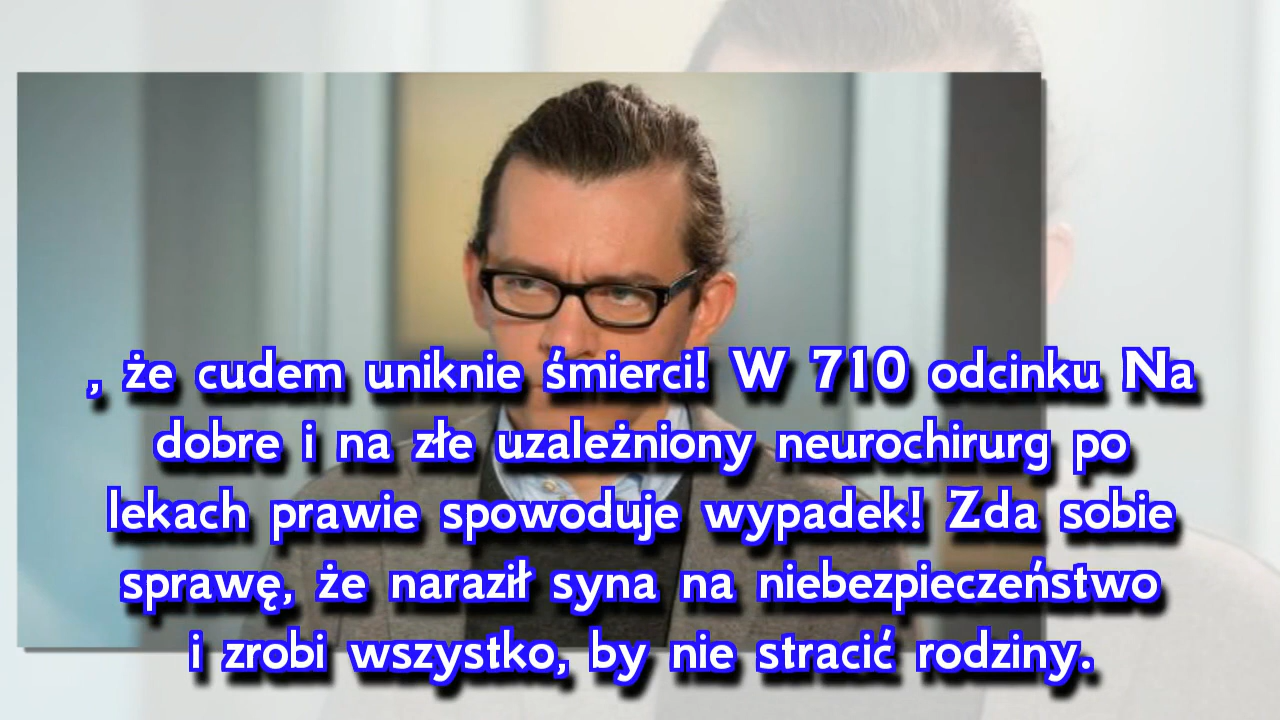 , że cudem uniknie śmierci! W 710 odcinku Na
dobre i na złe uzależniony neurochirurg po
lekach prawie spowoduje wypadek! Zda sobie
sprawę, że naraził syna na niebezpieczeństwo
i zrobi wszystko, by nie stracić rodziny.